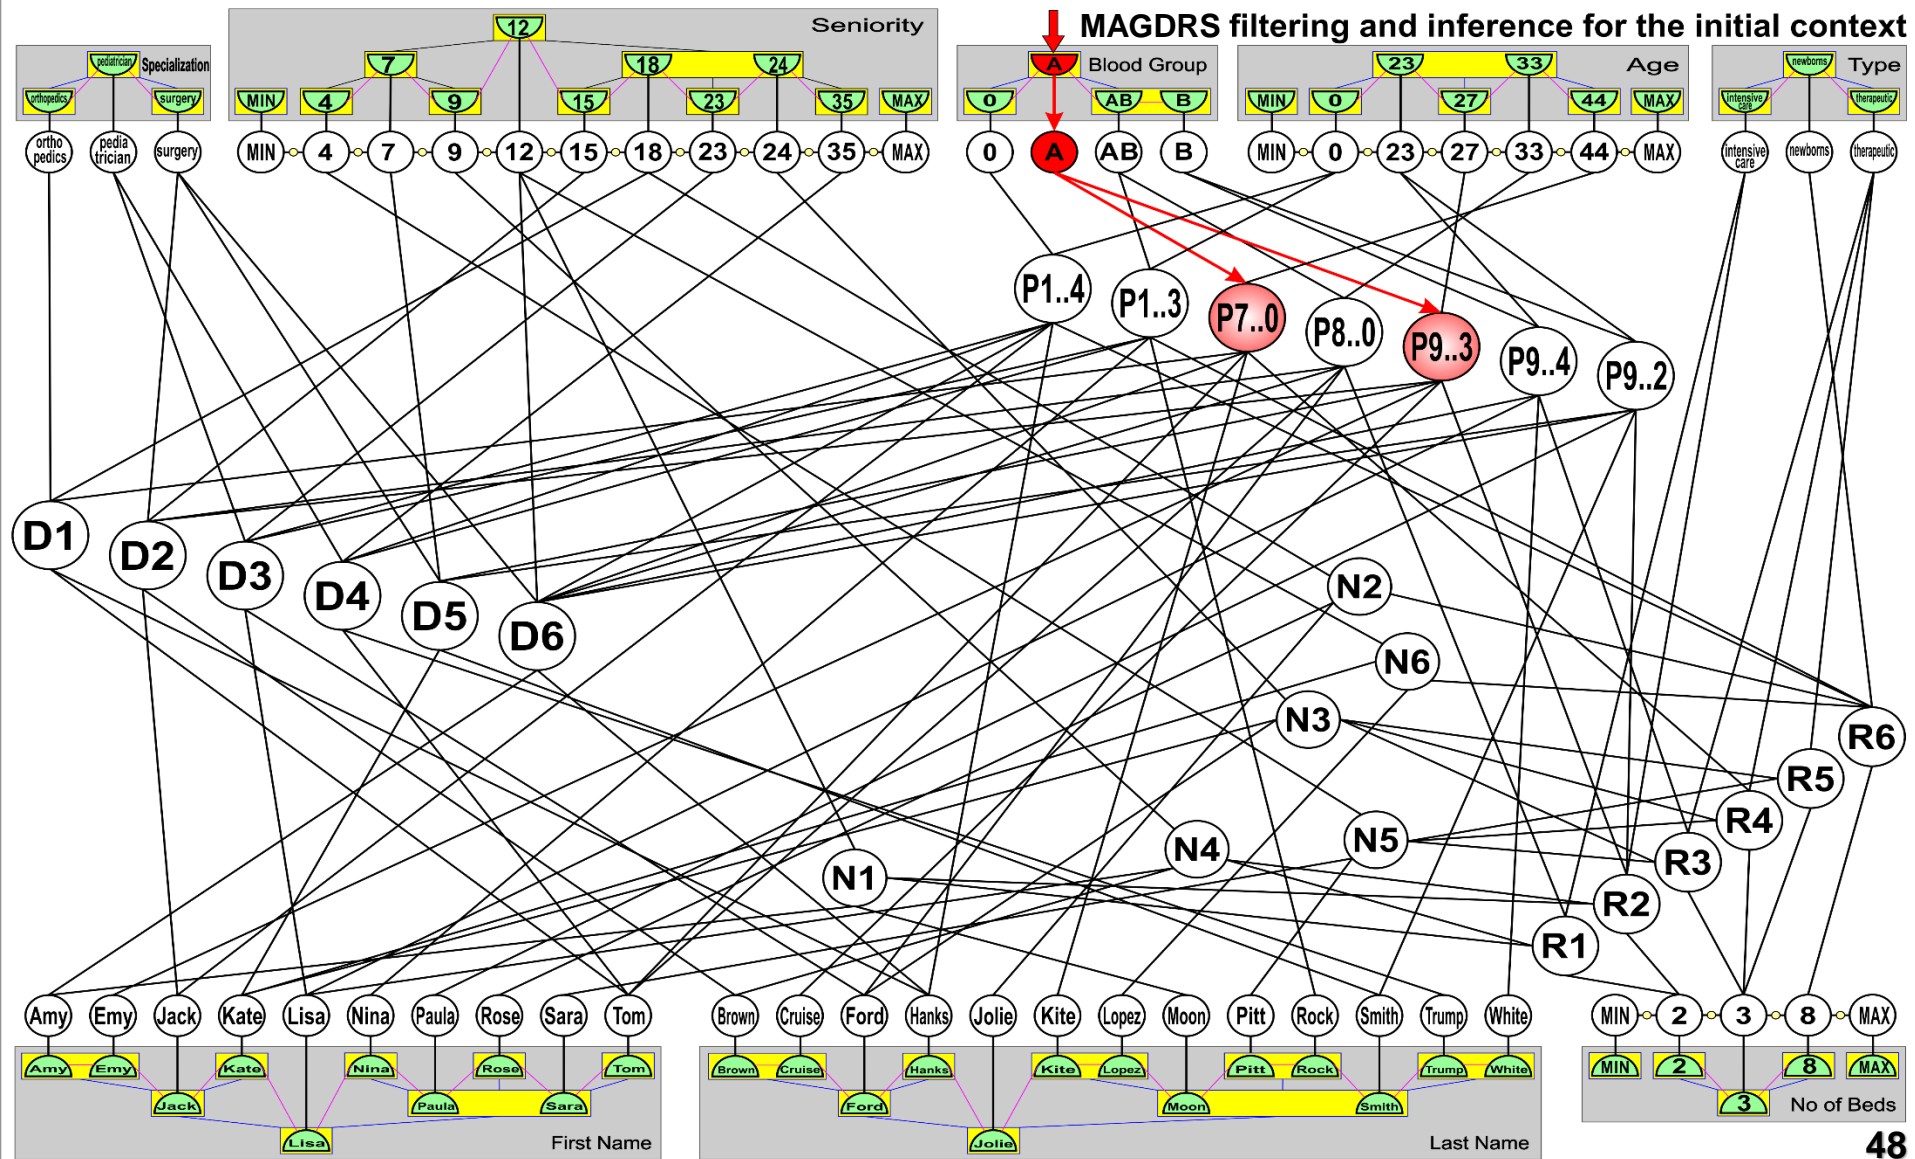 MAGDRS filtering and inference for the initial context
pediatrician Specialization
orthopedics surgery
12 Seniority
7 18 24
MIN 4 9 15 23 35 MAX
A Blood Group
0 AB B
23 33 Age
MIN 0 27 44 MAX
newborns Type
intensive care therapeutic
ortho pedics pedia trician surgery
MIN 4 7 9 12 15 18 23 24 35 MAX
0 A AB B
MIN 0 23 27 33 44 MAX
intensive care newborns therapeutic
P1..4 P1..3 P7..0 P8..0 P9..3 P9..4 P9..2
D1 D2 D3 D4 D5 D6
N2
N6
N3
N5
N4
N1
R6
R5
R4
R3
R2
R1
Amy Emy Jack Kate Lisa Nina Paula Rose Sara Tom
Brown Cruise Ford Hanks Jolie Kite Lopez Moon Pitt Rock Smith Trump White
MIN 2 3 8 MAX
Amy Emy Kate Nina Rose Tom
Jack Paula Sara
Lisa First Name
Brown Cruise Hanks Kite Lopez Pitt Rock Trump White
Ford Moon Smith
Jolie Last Name
MIN 2 8 MAX
3 No of Beds
48